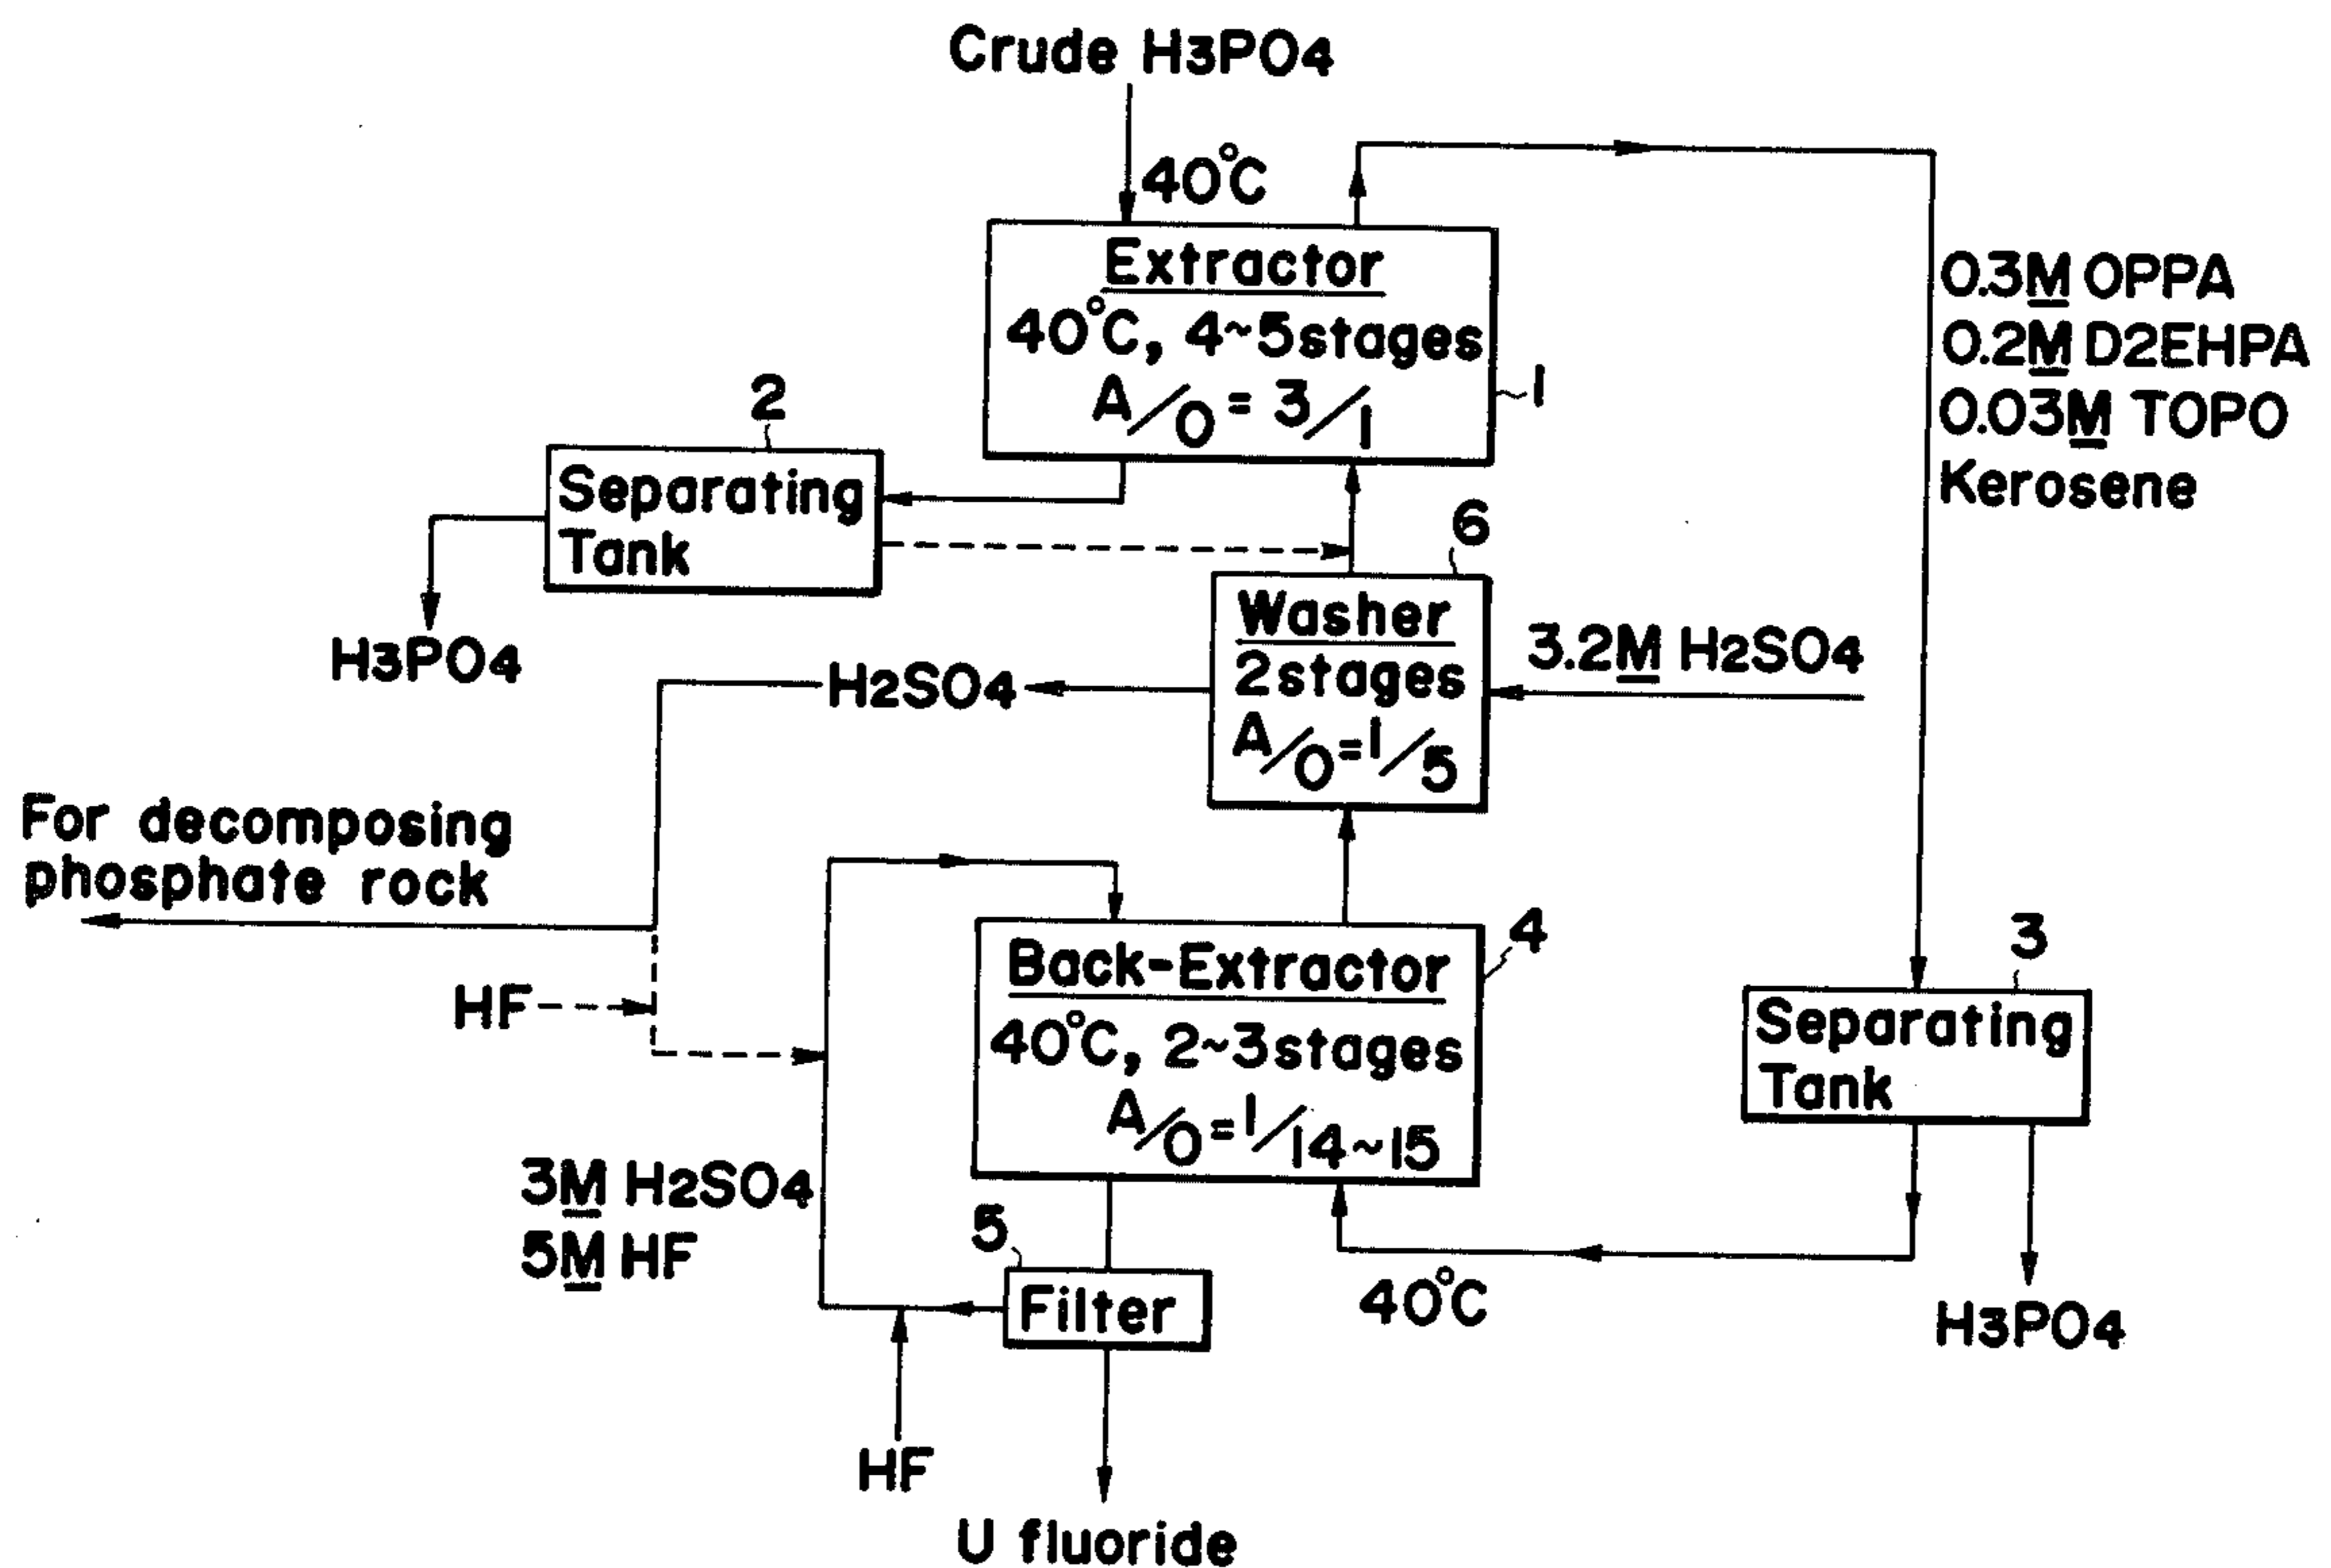 Crude H3PO4
40°C
Extractor
40°C, 4~5stages
A/O = 3/1
1
0.3M OPPA
0.2M D2EHPA
0.03M TOPO
Kerosene
2
Separating
Tank
H3PO4
6
Washer
2stages
A/O=1/5
3.2M H2SO4
H2SO4
For decomposing
phosphate rock
HF
4
Back-Extractor
40°C, 2~3stages
A/O=1/14~15
3
Separating
Tank
3M H2SO4
5M HF
5
Filter
40°C
H3PO4
HF
U fluoride